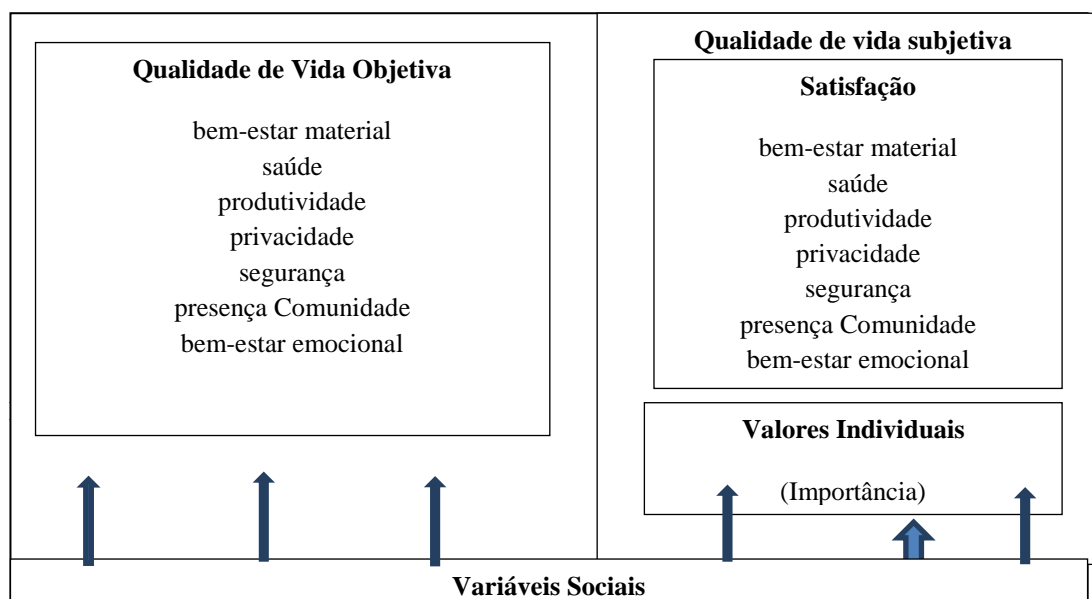 Qualidade de Vida Objetiva
bem-estar material
saúde
produtividade
privacidade
segurança
presença Comunidade
bem-estar emocional
Qualidade de vida subjetiva
Satisfação
bem-estar material
saúde
produtividade
privacidade
segurança
presença Comunidade
bem-estar emocional
Valores Individuais
(Importância)
Variáveis Sociais